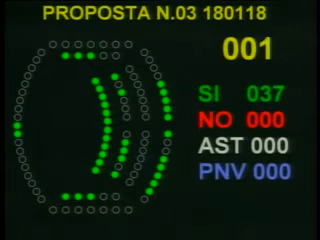 PROPOSTA N.03 180118
001
SI 037
NO 000
AST 000
PNV 000